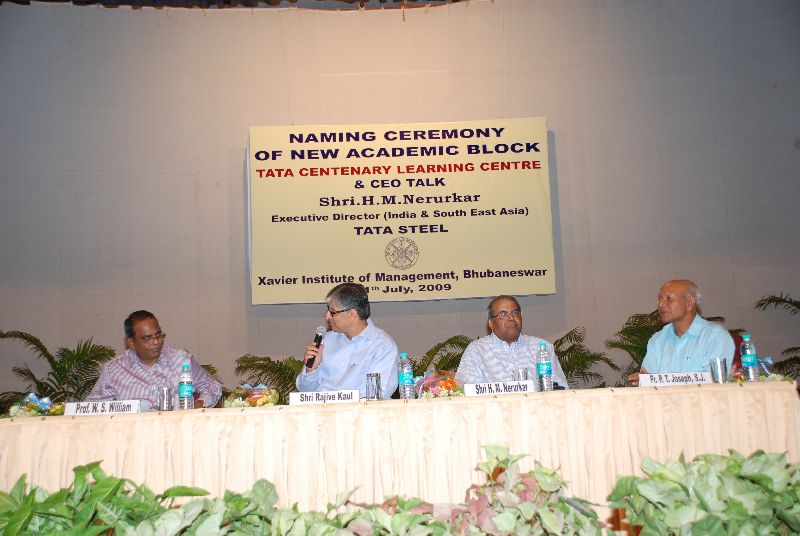 NAMING CEREMONY
OF NEW ACADEMIC BLOCK
TATA CENTENARY LEARNING CENTRE
& CEO TALK
Shri.H.M.Nerurkar
Executive Director (India & South East Asia)
TATA STEEL
Xavier Institute of Management, Bhubaneswar
July, 2009
Prof. W. S. William
Shri Rajive Kaul
Shri H. M. Nerurkar
Fr. P. T. Joseph, S.J.